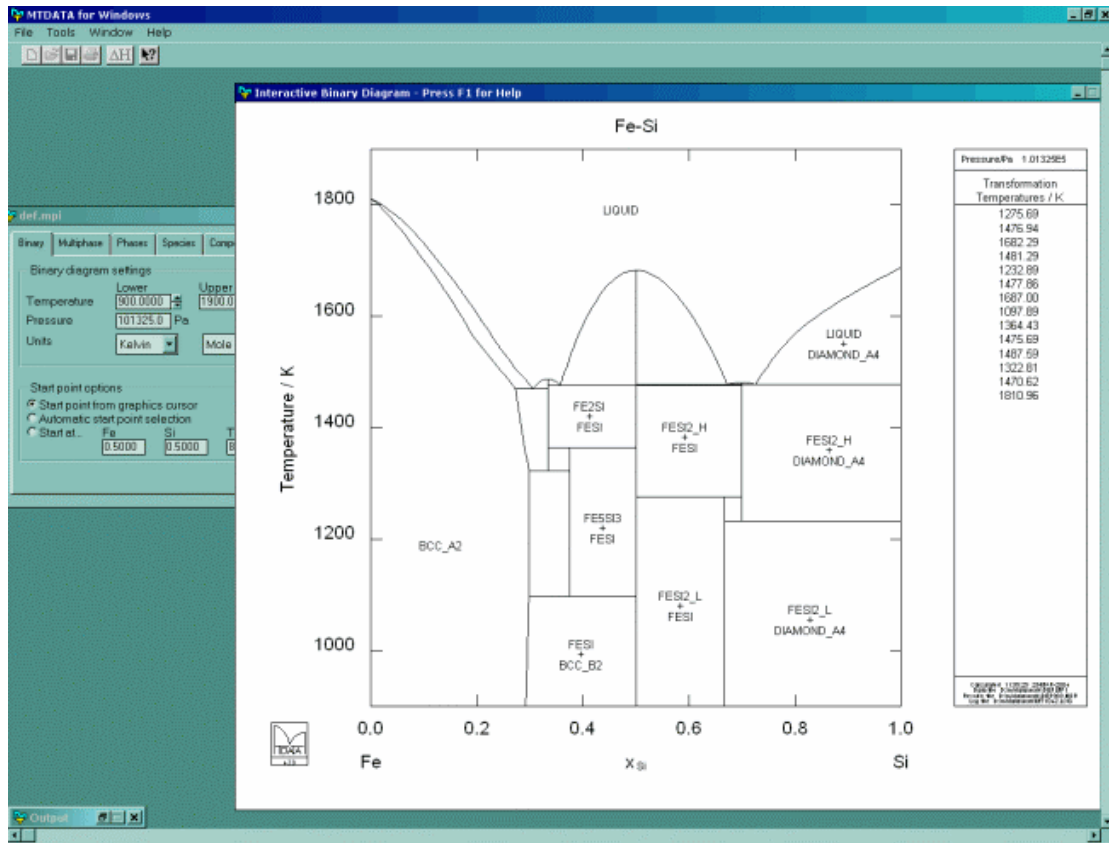 MTDATA for Windows
File Tools Window Help
ΔH
Interactive Binary Diagram - Press F1 for Help
def.mpi
Binary Multiphase Phases Species
Binary diagram settings
Lower Upper
Temperature 900.0000 1900.0
Pressure 101325.0 Pa
Units Kelvin Mole
Start point options
Start point from graphics cursor
Automatic start point selection
Start at... Fe Si T
0.5000 0.5000
Fe-Si
Temperature / K
1800
1600
1400
1200
1000
LIQUID
LIQUID
+
DIAMOND_A4
FE2SI
+
FESI
FESI2_H
+
FESI
FESI2_H
+
DIAMOND_A4
FE5SI3
+
FESI
BCC_A2
FESI2_L
+
FESI
FESI2_L
+
DIAMOND_A4
FESI
+
BCC_B2
0.0 0.2 0.4 0.6 0.8 1.0
Fe xSi Si
MTDATA
Pressure/Pa 1.01325E5
Transformation
Temperatures / K
1275.69
1476.94
1682.29
1481.29
1232.89
1477.86
1687.00
1097.89
1364.43
1475.69
1487.59
1322.81
1470.62
1810.96
Output